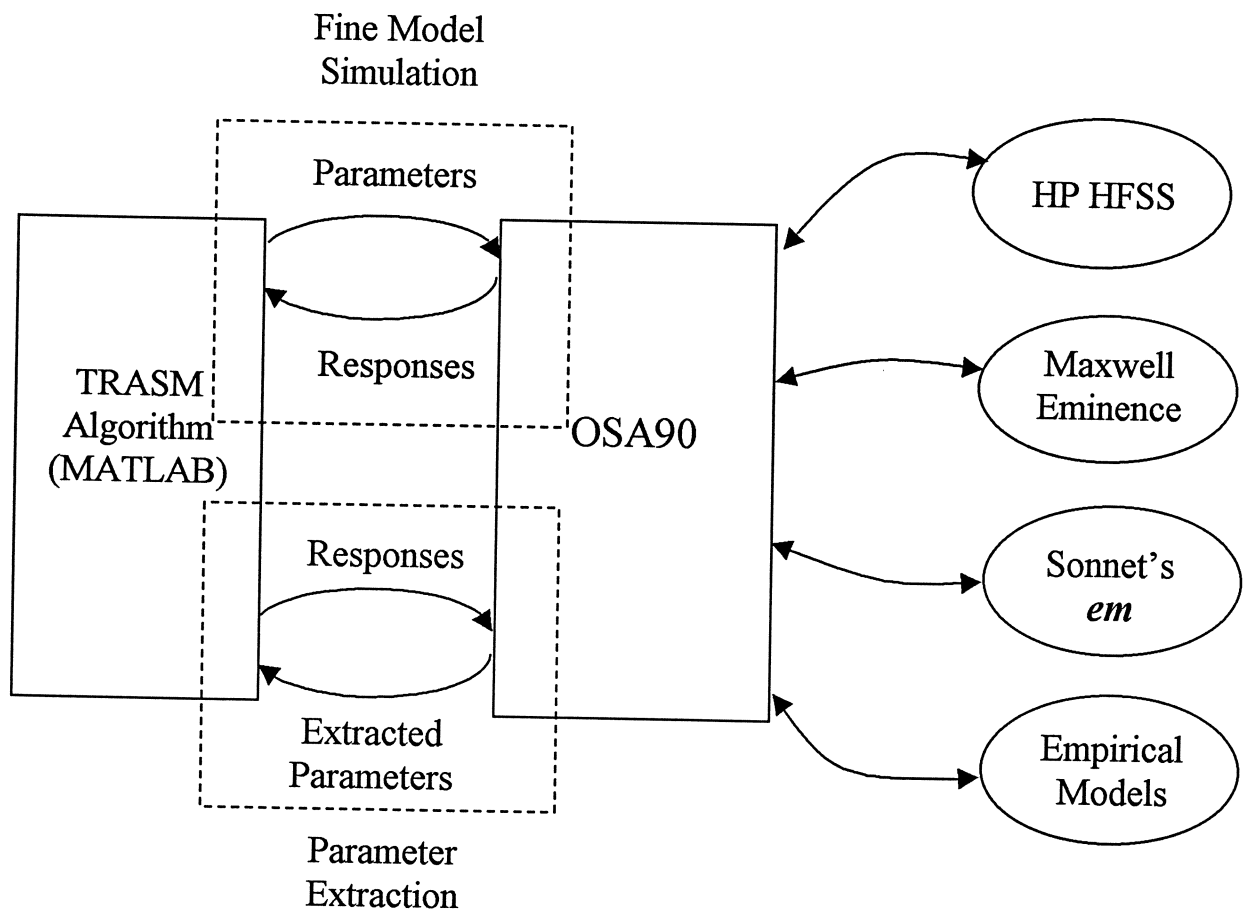 Fine Model
Simulation
Parameters
Responses
TRASM
Algorithm
(MATLAB)
OSA90
Responses
Extracted
Parameters
Parameter
Extraction
HP HFSS
Maxwell
Eminence
Sonnet’s
em
Empirical
Models